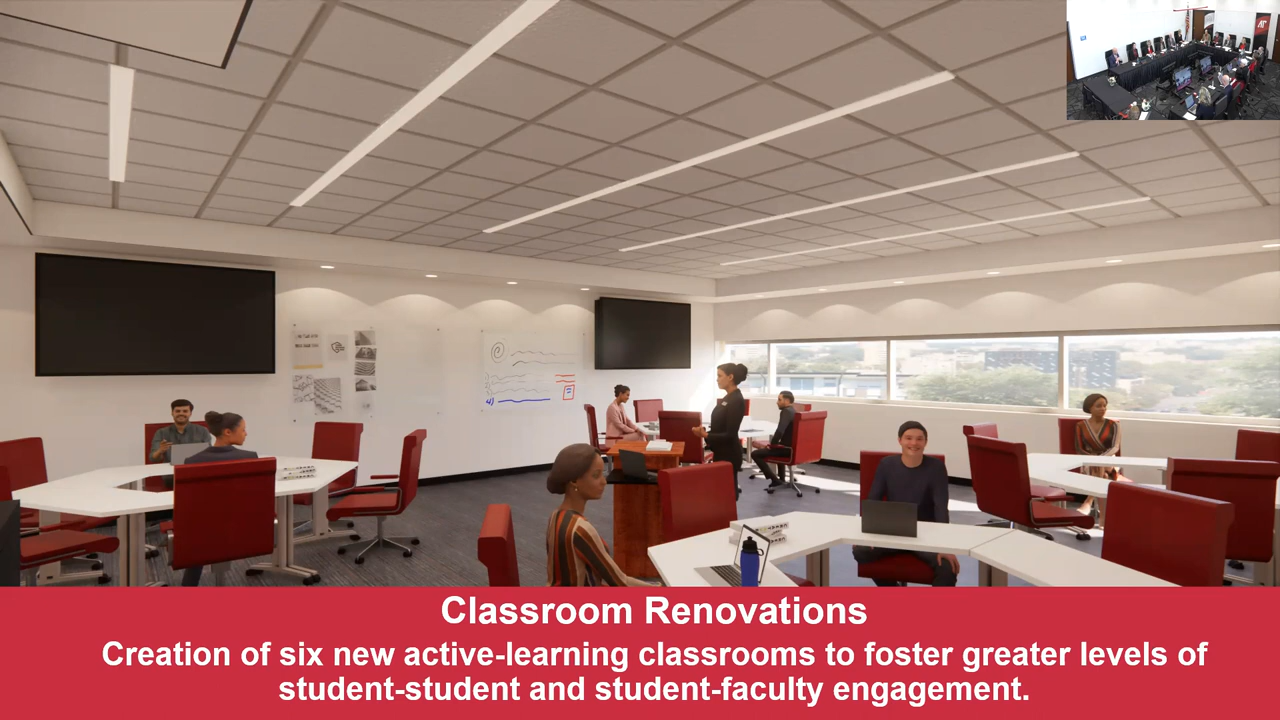 Classroom Renovations
Creation of six new active-learning classrooms to foster greater levels of
student-student and student-faculty engagement.